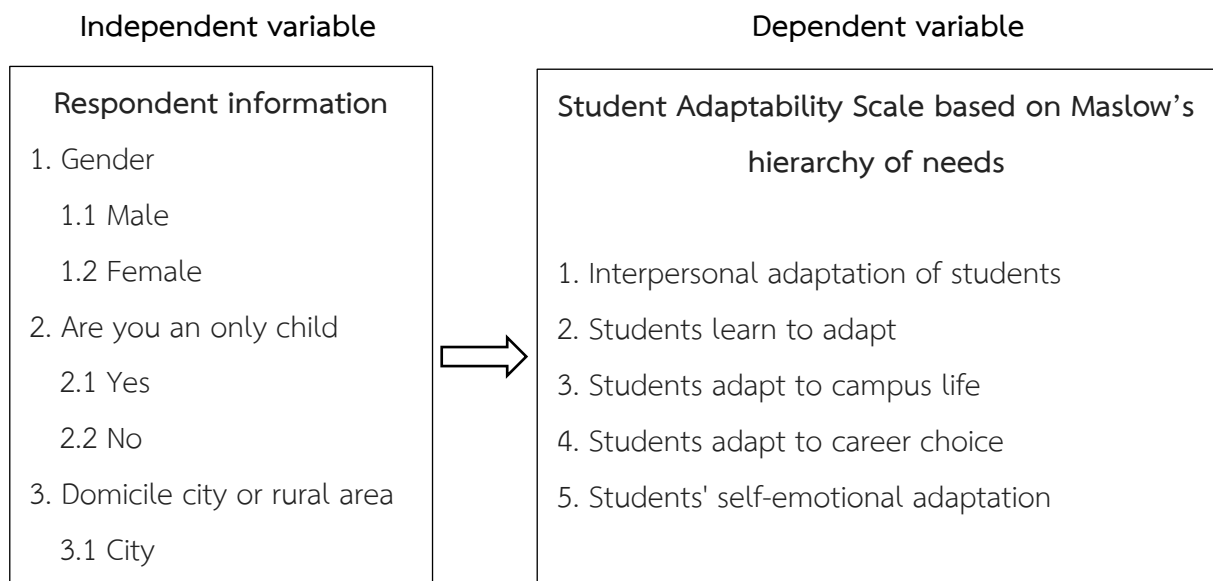 Independent variable
Respondent information
1. Gender
1.1 Male
1.2 Female
2. Are you an only child
2.1 Yes
2.2 No
3. Domicile city or rural area
3.1 City
Dependent variable
Student Adaptability Scale based on Maslow’s
hierarchy of needs
1. Interpersonal adaptation of students
2. Students learn to adapt
3. Students adapt to campus life
4. Students adapt to career choice
5. Students' self-emotional adaptation